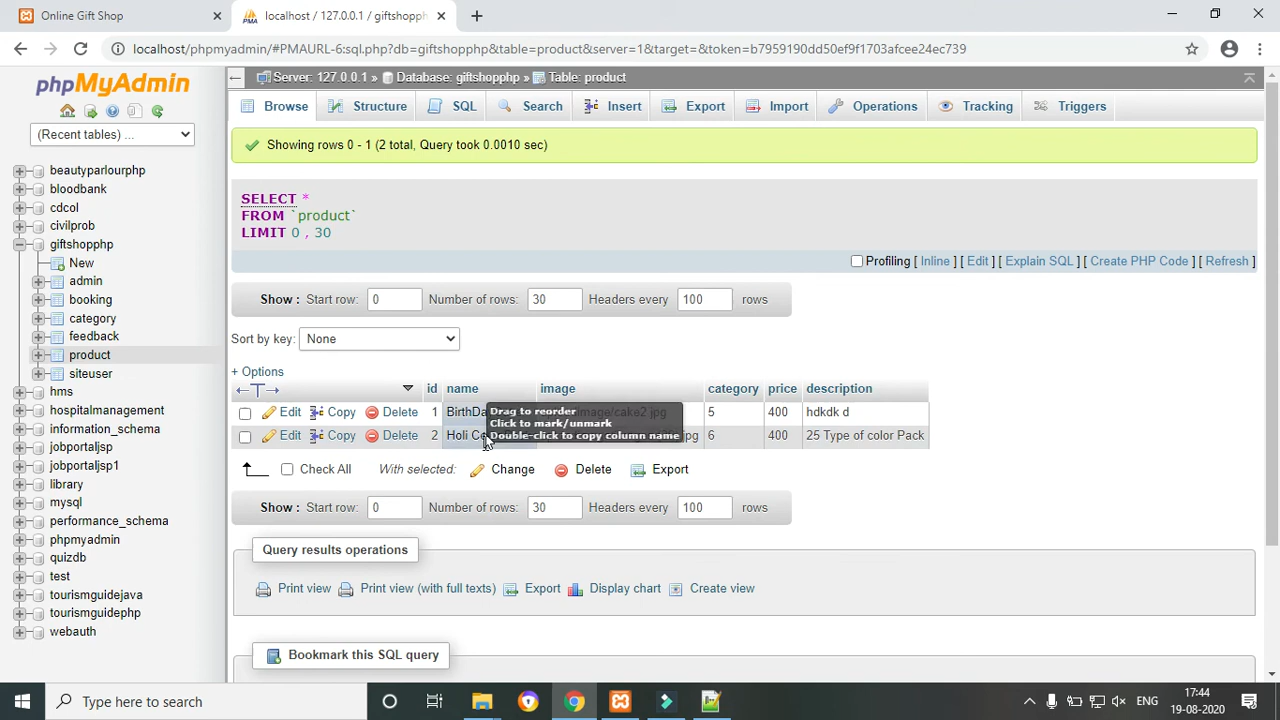 Online Gift Shop
localhost / 127.0.0.1 / giftshopph
localhost/phpmyadmin/#PMAURL-6:sql.php?db=giftshopphp&table=product&server=1&target=&token=b7959190dd50ef9f1703afcee24ec739
phpMyAdmin
(Recent tables) ...
beautyparlourphp
bloodbank
cdcol
civilprob
giftshopphp
New
admin
booking
category
feedback
product
siteuser
hms
hospitalmanagement
information_schema
jobportaljsp
jobportaljsp1
library
mysql
performance_schema
phpmyadmin
quizdb
test
tourismguidejava
tourismguidephp
webauth
Server: 127.0.0.1 » Database: giftshopphp » Table: product
Browse Structure SQL Search Insert Export Import Operations Tracking Triggers
Showing rows 0 - 1 (2 total, Query took 0.0010 sec)
SELECT *
FROM `product`
LIMIT 0 , 30
Profiling [ Inline ] [ Edit ] [ Explain SQL ] [ Create PHP Code ] [ Refresh ]
Show : Start row: 0 Number of rows: 30 Headers every 100 rows
Sort by key: None
+ Options
id name image category price description
Edit Copy Delete 1 5 400 hdkdk d
Edit Copy Delete 2 Holi 6 400 25 Type of color Pack
Drag to reorder
Click to mark/unmark
Double-click to copy column name
Check All With selected: Change Delete Export
Show : Start row: 0 Number of rows: 30 Headers every 100 rows
Query results operations
Print view Print view (with full texts) Export Display chart Create view
Bookmark this SQL query
Type here to search
ENG
17:44
19-08-2020